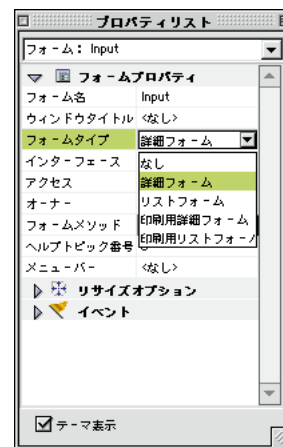 プロパティリスト
フォーム: Input
フォームプロパティ
フォーム名 Input
ウィンドウタイトル <なし>
フォームタイプ 詳細フォーム
インターフェース なし
アクセス 詳細フォーム
オーナー リストフォーム
フォームメソッド 印刷用詳細フォーム
ヘルプトピック番号 印刷用リストフォーム
メニューバー <なし>
リサイズオプション
イベント
テーマ表示